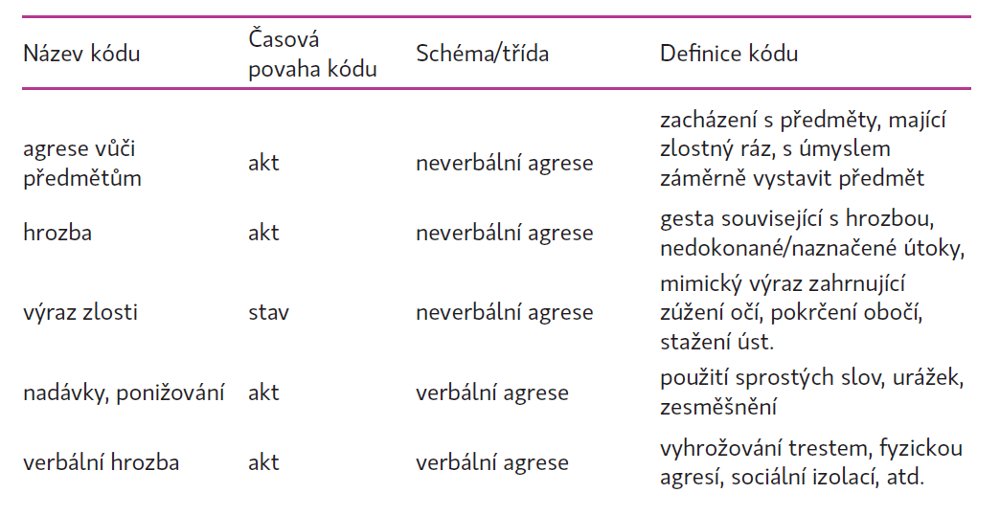 Název kódu Časová povaha kódu Schéma/třída Definice kódu
agrese vůči předmětům akt neverbální agrese zacházení s předměty, mající zlostný ráz, s úmyslem záměrně vystavit předmět
hrozba akt neverbální agrese gesta související s hrozbou, nedokonané/naznačené útoky,
výraz zlosti stav neverbální agrese mimický výraz zahrnující zúžení očí, pokrčení obočí, stažení úst.
nadávky, ponižování akt verbální agrese použití sprostých slov, urážek, zesměšnění
verbální hrozba akt verbální agrese vyhrožování trestem, fyzickou agresí, sociální izolací, atd.